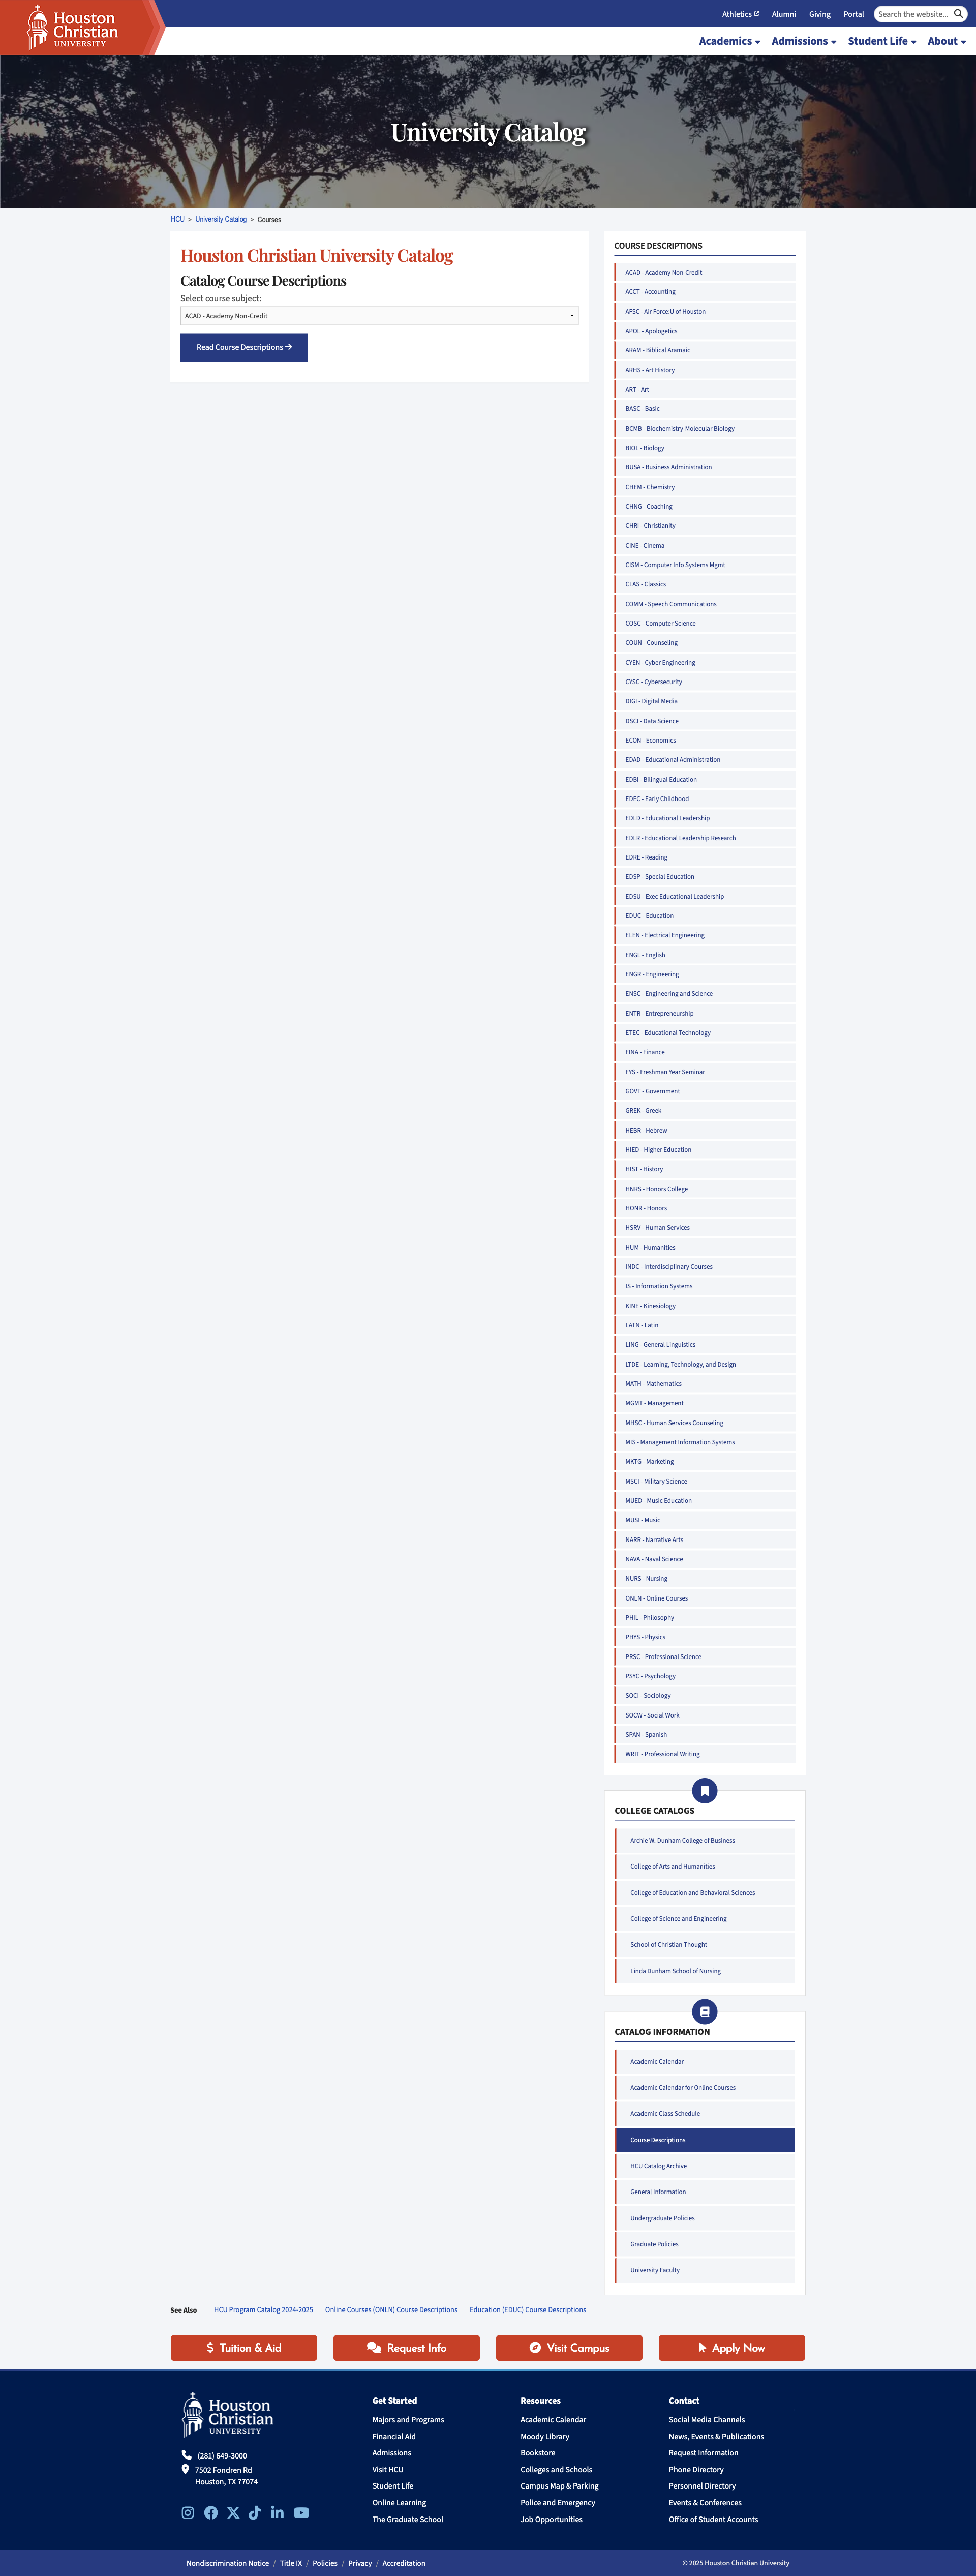 Houston
Christian
UNIVERSITY
Athletics
Alumni
Giving
Portal
Search the website...
Academics
Admissions
Student Life
About
University Catalog
HCU > University Catalog > Courses
Houston Christian University Catalog
Catalog Course Descriptions
Select course subject:
ACAD - Academy Non-Credit
Read Course Descriptions
COURSE DESCRIPTIONS
ACAD - Academy Non-Credit
ACCT - Accounting
AFSC - Air Force:U of Houston
APOL - Apologetics
ARAM - Biblical Aramaic
ARHS - Art History
ART - Art
BASC - Basic
BCMB - Biochemistry-Molecular Biology
BIOL - Biology
BUSA - Business Administration
CHEM - Chemistry
CHNG - Coaching
CHRI - Christianity
CINE - Cinema
CISM - Computer Info Systems Mgmt
CLAS - Classics
COMM - Speech Communications
COSC - Computer Science
COUN - Counseling
CYEN - Cyber Engineering
CYSC - Cybersecurity
DIGI - Digital Media
DSCI - Data Science
ECON - Economics
EDAD - Educational Administration
EDBI - Bilingual Education
EDEC - Early Childhood
EDLD - Educational Leadership
EDLR - Educational Leadership Research
EDRE - Reading
EDSP - Special Education
EDSU - Exec Educational Leadership
EDUC - Education
ELEN - Electrical Engineering
ENGL - English
ENGR - Engineering
ENSC - Engineering and Science
ENTR - Entrepreneurship
ETEC - Educational Technology
FINA - Finance
FYS - Freshman Year Seminar
GOVT - Government
GREK - Greek
HEBR - Hebrew
HIED - Higher Education
HIST - History
HNRS - Honors College
HONR - Honors
HSRV - Human Services
HUM - Humanities
INDC - Interdisciplinary Courses
IS - Information Systems
KINE - Kinesiology
LATN - Latin
LING - General Linguistics
LTDE - Learning, Technology, and Design
MATH - Mathematics
MGMT - Management
MHSC - Human Services Counseling
MIS - Management Information Systems
MKTG - Marketing
MSCI - Military Science
MUED - Music Education
MUSI - Music
NARR - Narrative Arts
NAVA - Naval Science
NURS - Nursing
ONLN - Online Courses
PHIL - Philosophy
PHYS - Physics
PRSC - Professional Science
PSYC - Psychology
SOCI - Sociology
SOCW - Social Work
SPAN - Spanish
WRIT - Professional Writing
COLLEGE CATALOGS
Archie W. Dunham College of Business
College of Arts and Humanities
College of Education and Behavioral Sciences
College of Science and Engineering
School of Christian Thought
Linda Dunham School of Nursing
CATALOG INFORMATION
Academic Calendar
Academic Calendar for Online Courses
Academic Class Schedule
Course Descriptions
HCU Catalog Archive
General Information
Undergraduate Policies
Graduate Policies
University Faculty
See Also
HCU Program Catalog 2024-2025
Online Courses (ONLN) Course Descriptions
Education (EDUC) Course Descriptions
Tuition & Aid
Request Info
Visit Campus
Apply Now
Houston
Christian
UNIVERSITY
(281) 649-3000
7502 Fondren Rd
Houston, TX 77074
Get Started
Majors and Programs
Financial Aid
Admissions
Visit HCU
Student Life
Online Learning
The Graduate School
Resources
Academic Calendar
Moody Library
Bookstore
Colleges and Schools
Campus Map & Parking
Police and Emergency
Job Opportunities
Contact
Social Media Channels
News, Events & Publications
Request Information
Phone Directory
Personnel Directory
Events & Conferences
Office of Student Accounts
Nondiscrimination Notice / Title IX / Policies / Privacy / Accreditation
© 2025 Houston Christian University